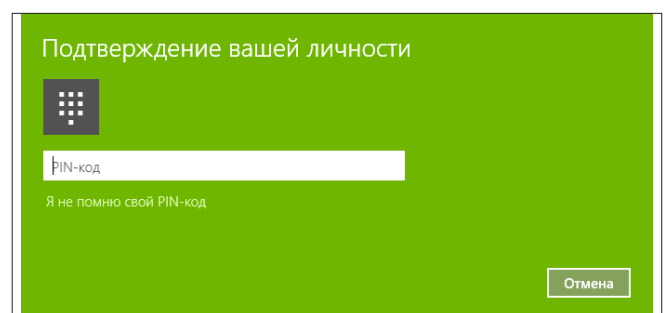 Подтверждение вашей личности
PIN-код
Я не помню свой PIN-код
Отмена